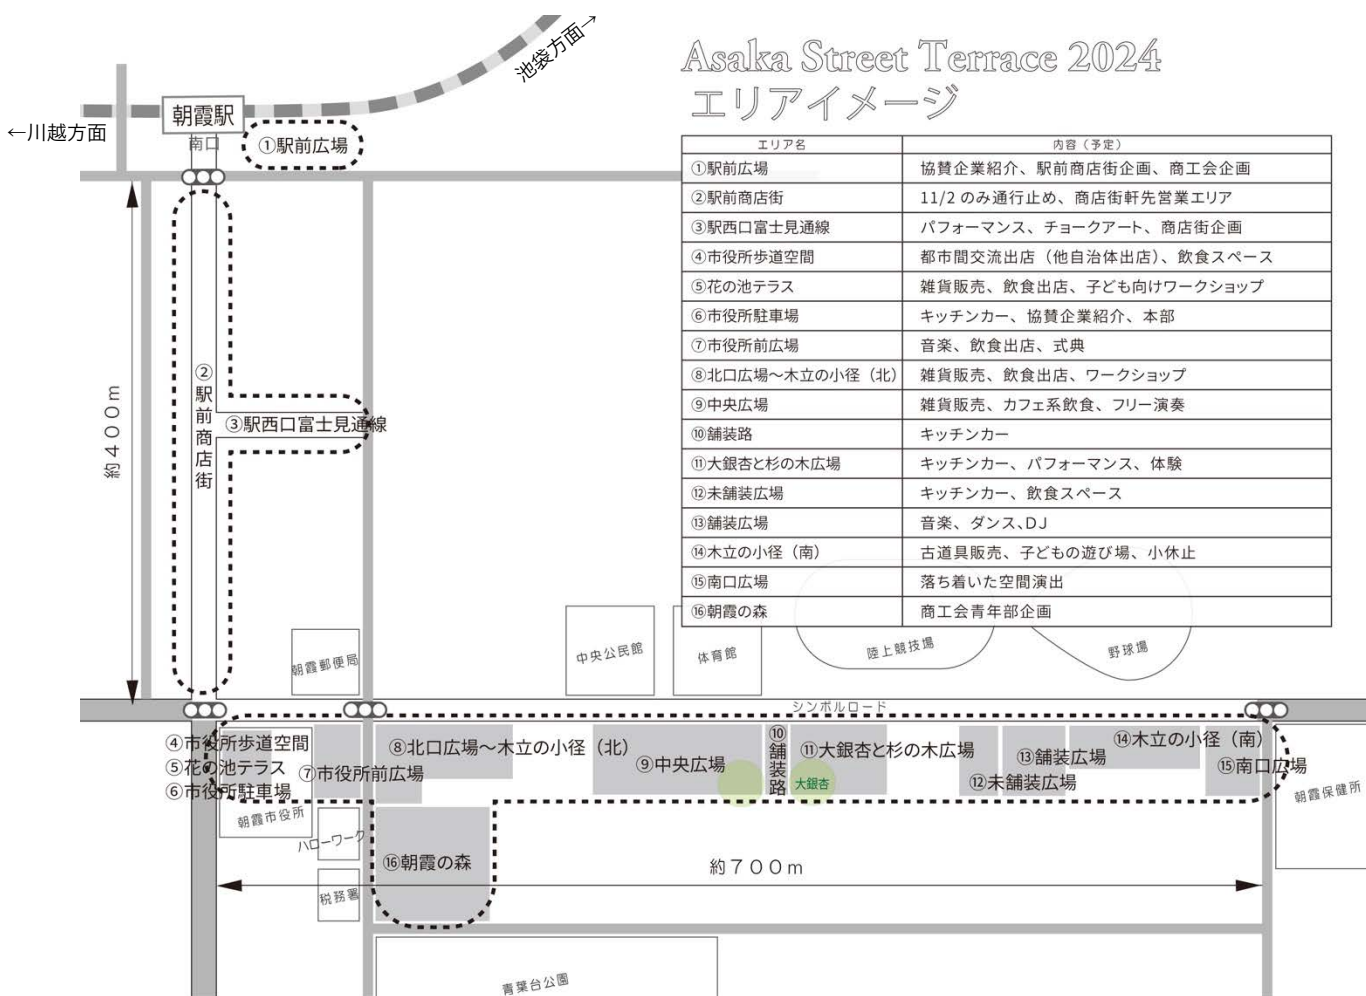 池袋方面→
←川越方面
朝霞駅
南口
①駅前広場
Asaka Street Terrace 2024
エリアイメージ
エリア名 内容（予定）
①駅前広場 協賛企業紹介、駅前商店街企画、商工会企画
②駅前商店街 11/2 のみ通行止め、商店街軒先営業エリア
③駅西口富士見通線 パフォーマンス、チョークアート、商店街企画
④市役所歩道空間 都市間交流出店（他自治体出店）、飲食スペース
⑤花の池テラス 雑貨販売、飲食出店、子ども向けワークショップ
⑥市役所駐車場 キッチンカー、協賛企業紹介、本部
⑦市役所前広場 音楽、飲食出店、式典
⑧北口広場～木立の小径（北） 雑貨販売、飲食出店、ワークショップ
⑨中央広場 雑貨販売、カフェ系飲食、フリー演奏
⑩舗装路 キッチンカー
⑪大銀杏と杉の木広場 キッチンカー、パフォーマンス、体験
⑫未舗装広場 キッチンカー、飲食スペース
⑬舗装広場 音楽、ダンス、DJ
⑭木立の小径（南） 古道具販売、子どもの遊び場、小休止
⑮南口広場 落ち着いた空間演出
⑯朝霞の森 商工会青年部企画
約400m
②駅前商店街
③駅西口富士見通線
朝霞郵便局
中央公民館
体育館
陸上競技場
野球場
シンボルロード
④市役所歩道空間
⑤花の池テラス
⑥市役所駐車場
⑦市役所前広場
⑧北口広場～木立の小径（北）
⑨中央広場
⑩舗装路
⑪大銀杏と杉の木広場
大銀杏
⑫未舗装広場
⑬舗装広場
⑭木立の小径（南）
⑮南口広場
朝霞保健所
朝霞市役所
ハローワーク
税務署
⑯朝霞の森
約700m
青葉台公園